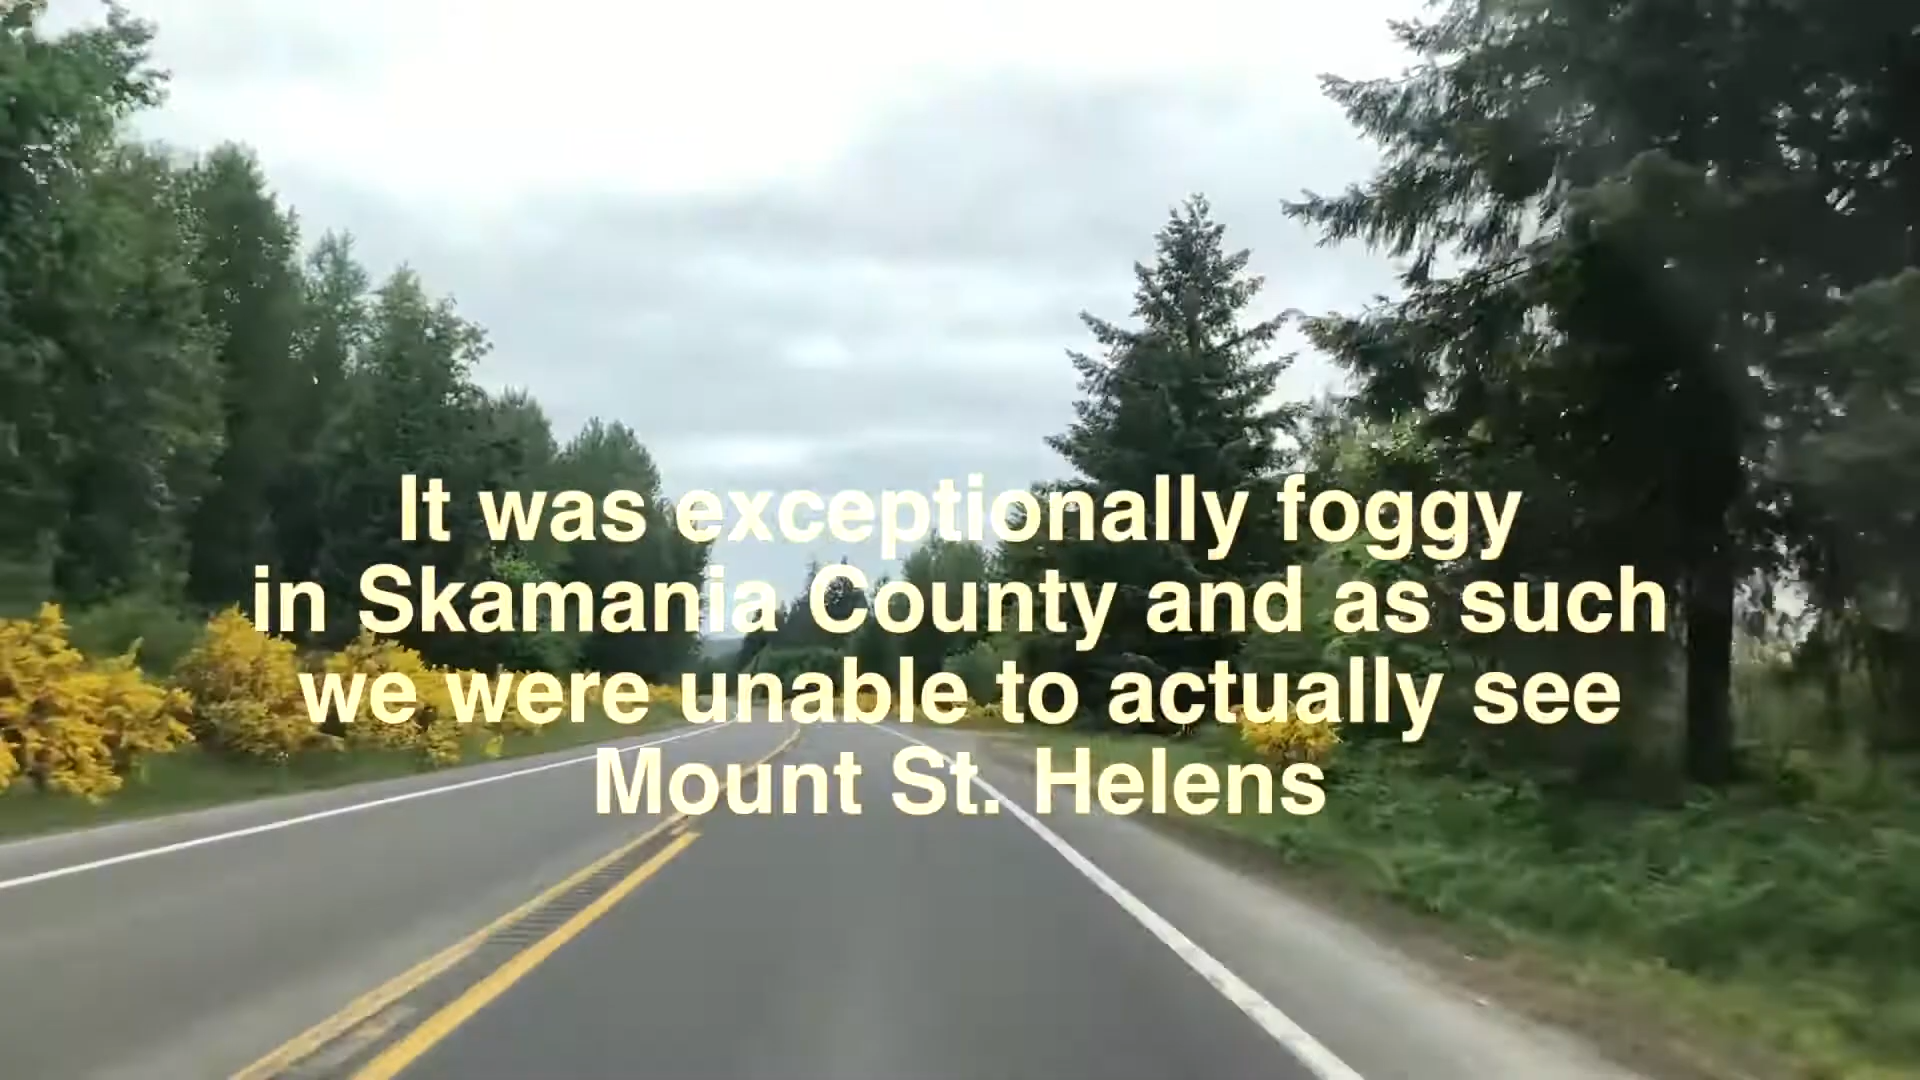 It was exceptionally foggy
in Skamania County and as such
we were unable to actually see
Mount St. Helens